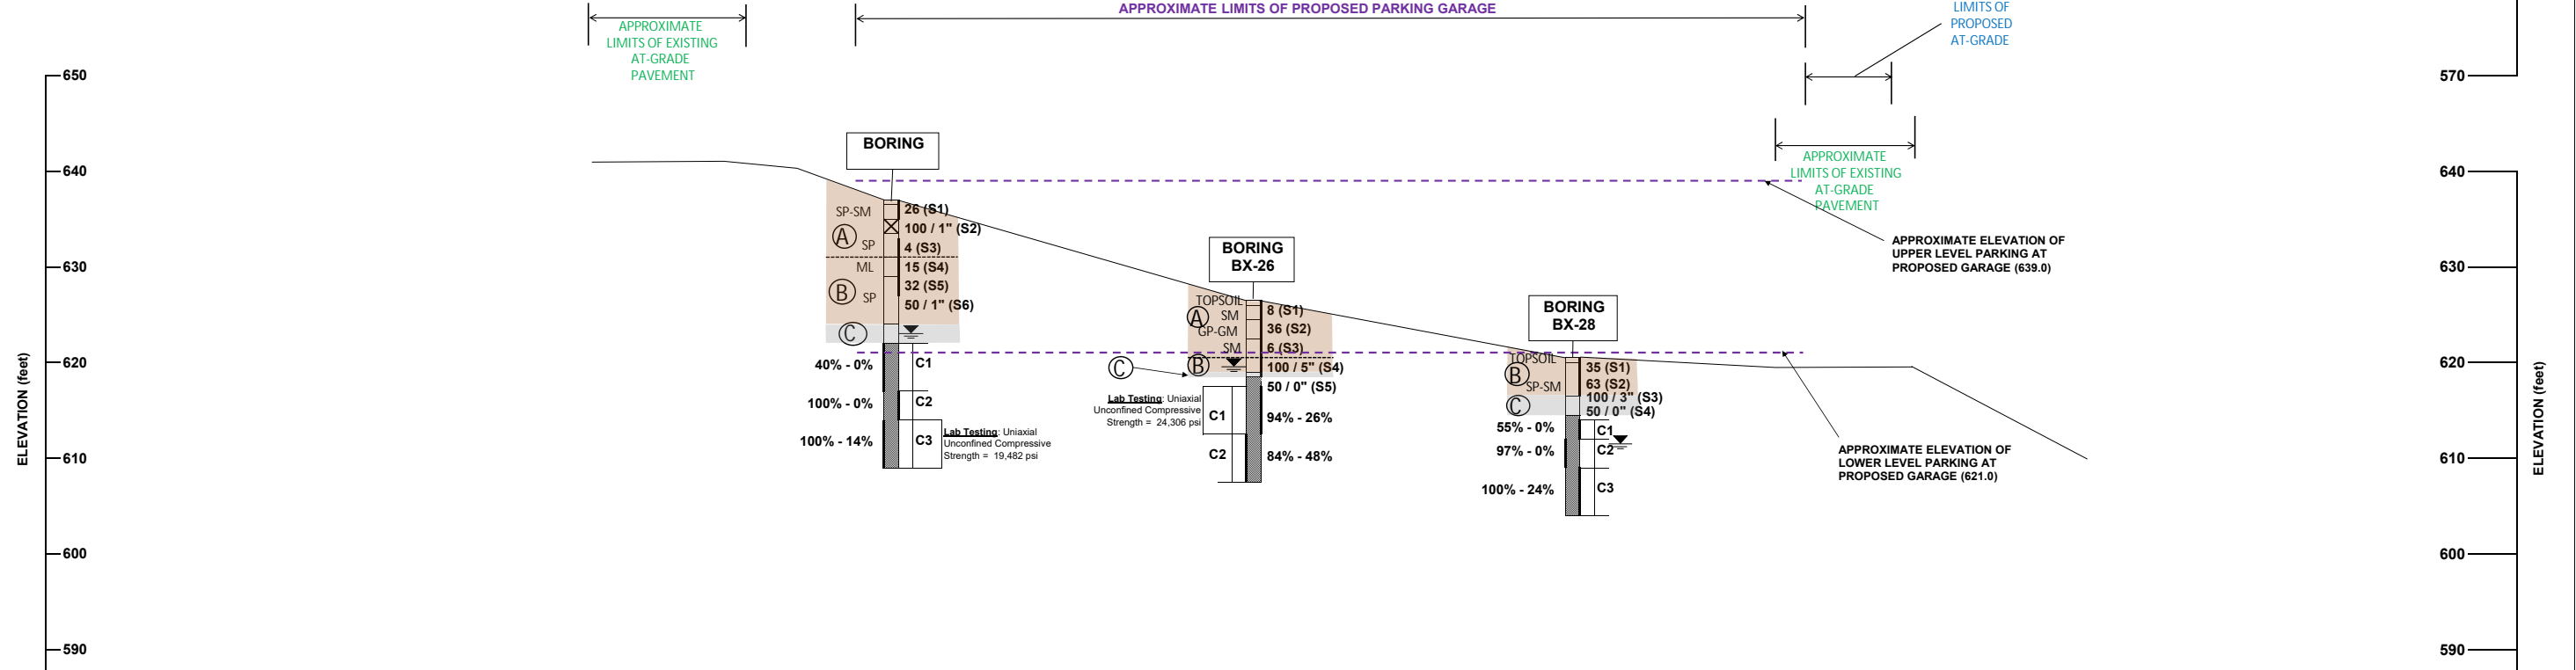 APPROXIMATE LIMITS OF PROPOSED PARKING GARAGE
APPROXIMATE
LIMITS OF EXISTING
AT-GRADE
PAVEMENT
LIMITS OF
PROPOSED
AT-GRADE
APPROXIMATE
LIMITS OF EXISTING
AT-GRADE
PAVEMENT
ELEVATION (feet)
650
640
630
620
610
600
590
BORING
SP-SM
A
SP
ML
B
SP
C
26 (S1)
100 / 1" (S2)
4 (S3)
15 (S4)
32 (S5)
50 / 1" (S6)
40% - 0%
C1
100% - 0%
C2
100% - 14%
C3
Lab Testing: Uniaxial
Unconfined Compressive
Strength = 19,482 psi
BORING
BX-26
TOPSOIL
A
SM
GP-GM
SM
B
C
8 (S1)
36 (S2)
6 (S3)
100 / 5" (S4)
50 / 0" (S5)
Lab Testing: Uniaxial
Unconfined Compressive
Strength = 24,306 psi
C1
94% - 26%
C2
84% - 48%
BORING
BX-28
TOPSOIL
B
SP-SM
C
35 (S1)
63 (S2)
100 / 3" (S3)
50 / 0" (S4)
55% - 0%
C1
97% - 0%
C2
100% - 24%
C3
APPROXIMATE ELEVATION OF
UPPER LEVEL PARKING AT
PROPOSED GARAGE (639.0)
APPROXIMATE ELEVATION OF
LOWER LEVEL PARKING AT
PROPOSED GARAGE (621.0)
570
640
630
620
610
600
590
ELEVATION (feet)